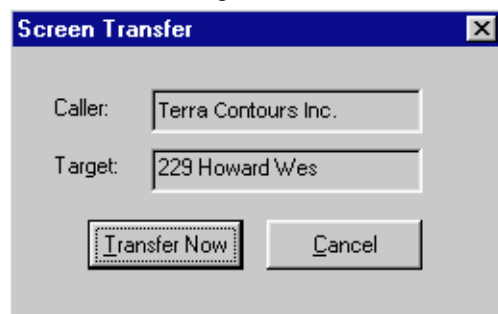 Screen Transfer
Caller: Terra Contours Inc.
Target: 229 Howard Wes
Transfer Now Cancel